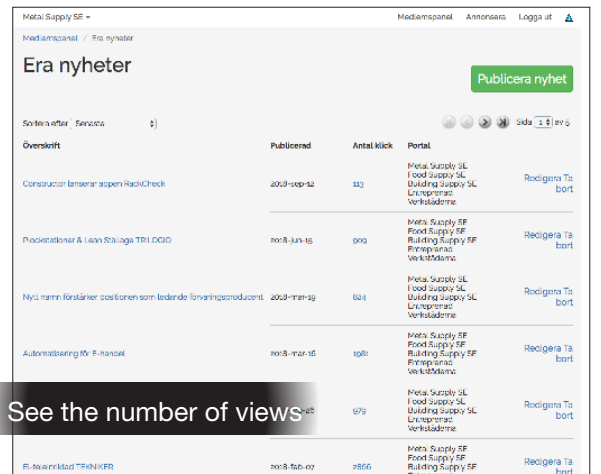 Metal Supply SE
Medlemspanel Annonsera Logga ut
Medlemspanel / Era nyheter
Era nyheter
Publicera nyhet
Sortera efter Senaste
Sida 1 av 5
Överskrift Publicerad Antal klick Portal
Metal Supply SE
Food Supply SE
Constructor lanserar appen RackCheck 2018-sep-12 113 Building Supply SE Redigera Ta
Entreprenad bort
Verkstäderna
Metal Supply SE
Food Supply SE
Plockstationer & Lean Ställage TRILOGIQ 2018-jun-15 909 Building Supply SE Redigera Ta
Entreprenad bort
Verkstäderna
Metal Supply SE
Food Supply SE
Nytt namn förstärker positionen som ledande förvaringsproducent 2018-mar-19 824 Building Supply SE Redigera Ta
Entreprenad bort
Verkstäderna
Metal Supply SE
Food Supply SE
Automatisering för E-handel 2018-mar-16 1981 Building Supply SE Redigera Ta
Entreprenad bort
Verkstäderna
Metal Supply SE
Food Supply SE
See the number of views 979 Building Supply SE Redigera Ta
Entreprenad bort
Verkstäderna
Metal Supply SE
Food Supply SE
El-teleinriktad TEKNIKER 2018-feb-07 2866 Building Supply SE Redigera Ta
bort